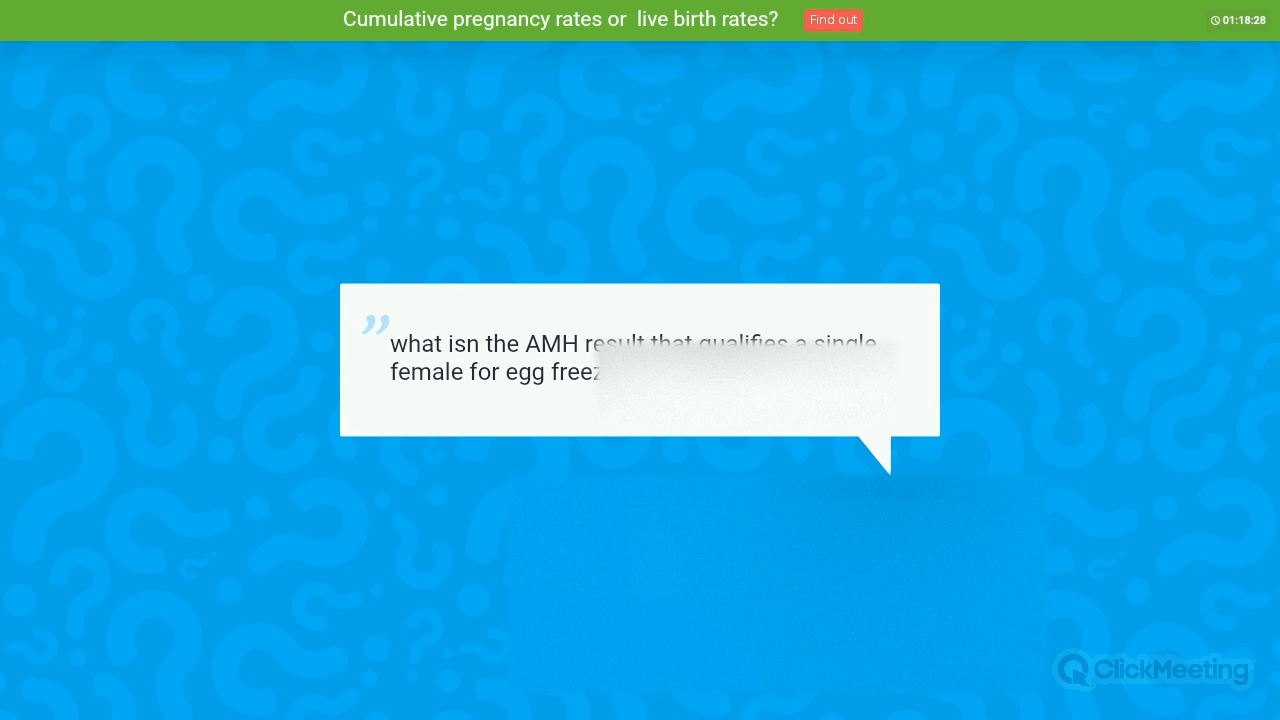 Cumulative pregnancy rates or live birth rates?
Find out
01:18:28
what isn the AMH result that qualifies a single
female for egg
ClickMeeting